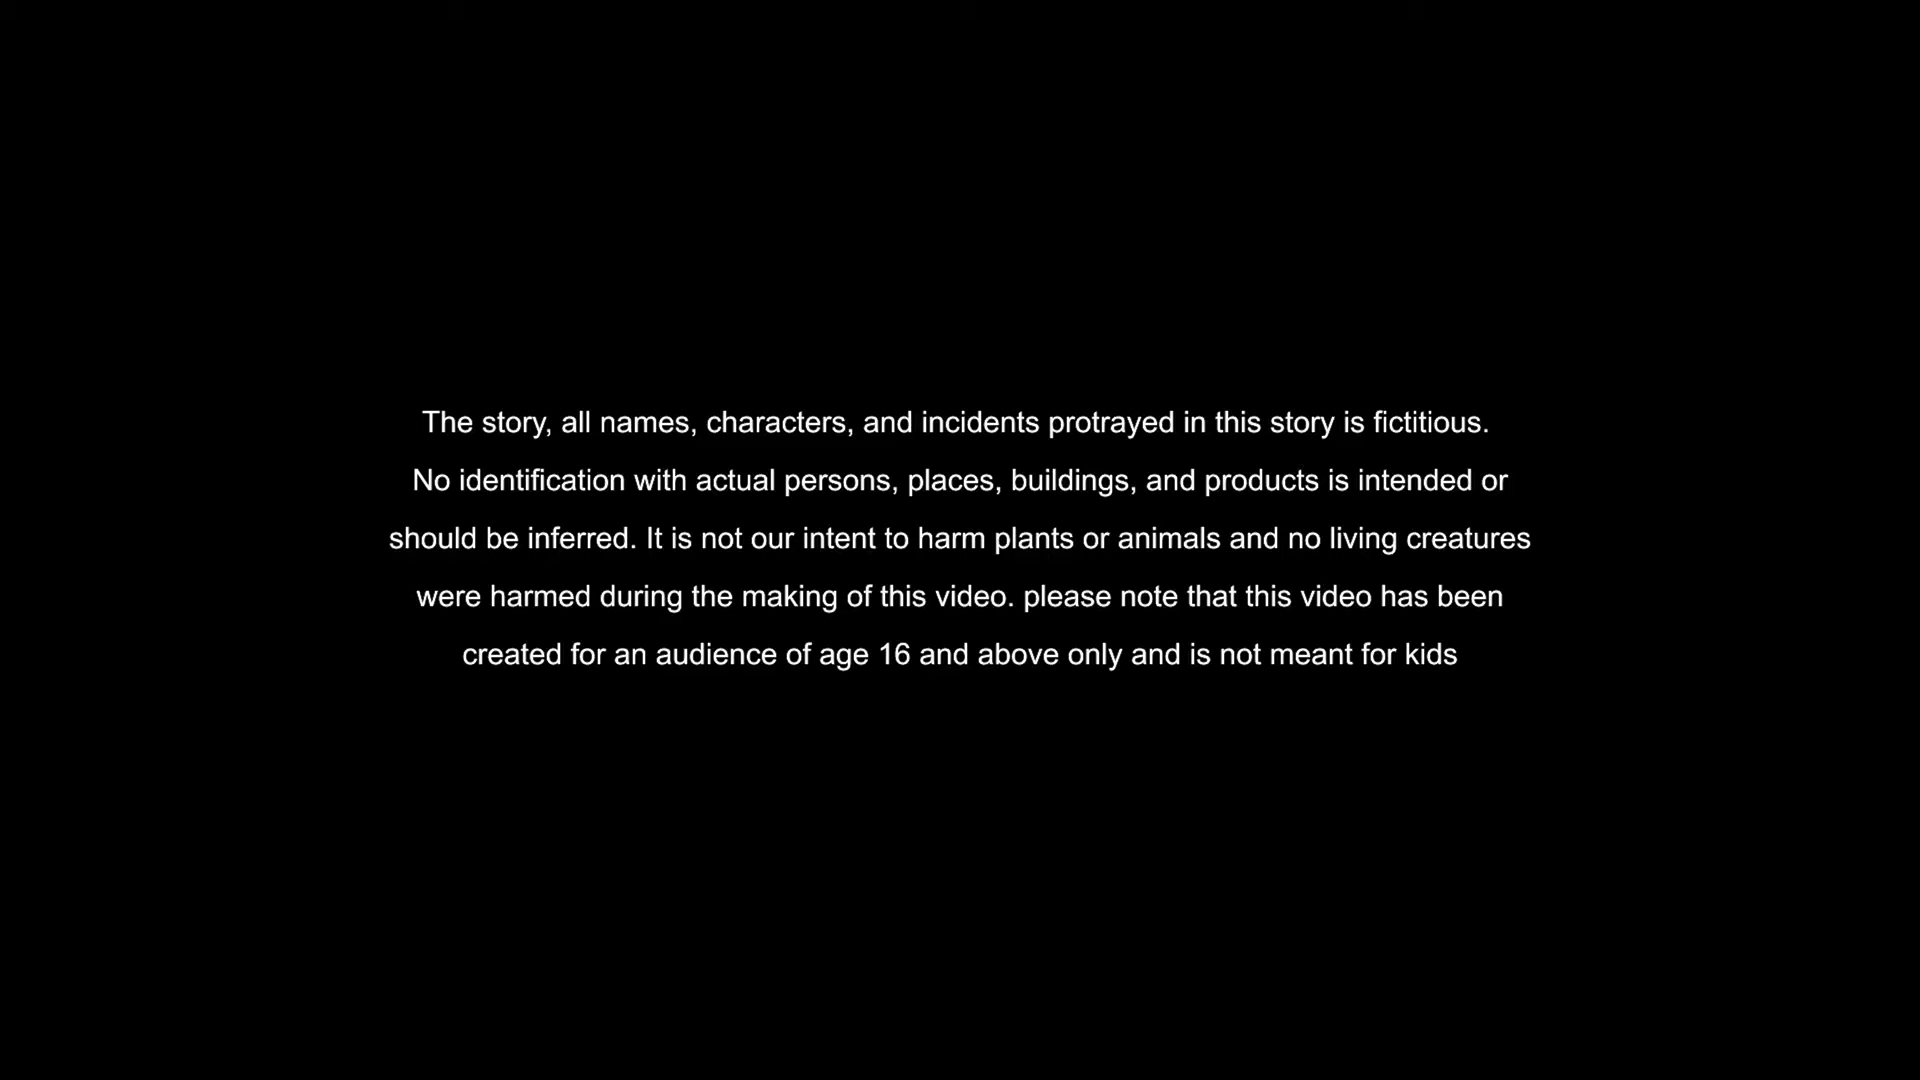 The story, all names, characters, and incidents protrayed in this story is fictitious.
No identification with actual persons, places, buildings, and products is intended or
should be inferred. It is not our intent to harm plants or animals and no living creatures
were harmed during the making of this video. please note that this video has been
created for an audience of age 16 and above only and is not meant for kids